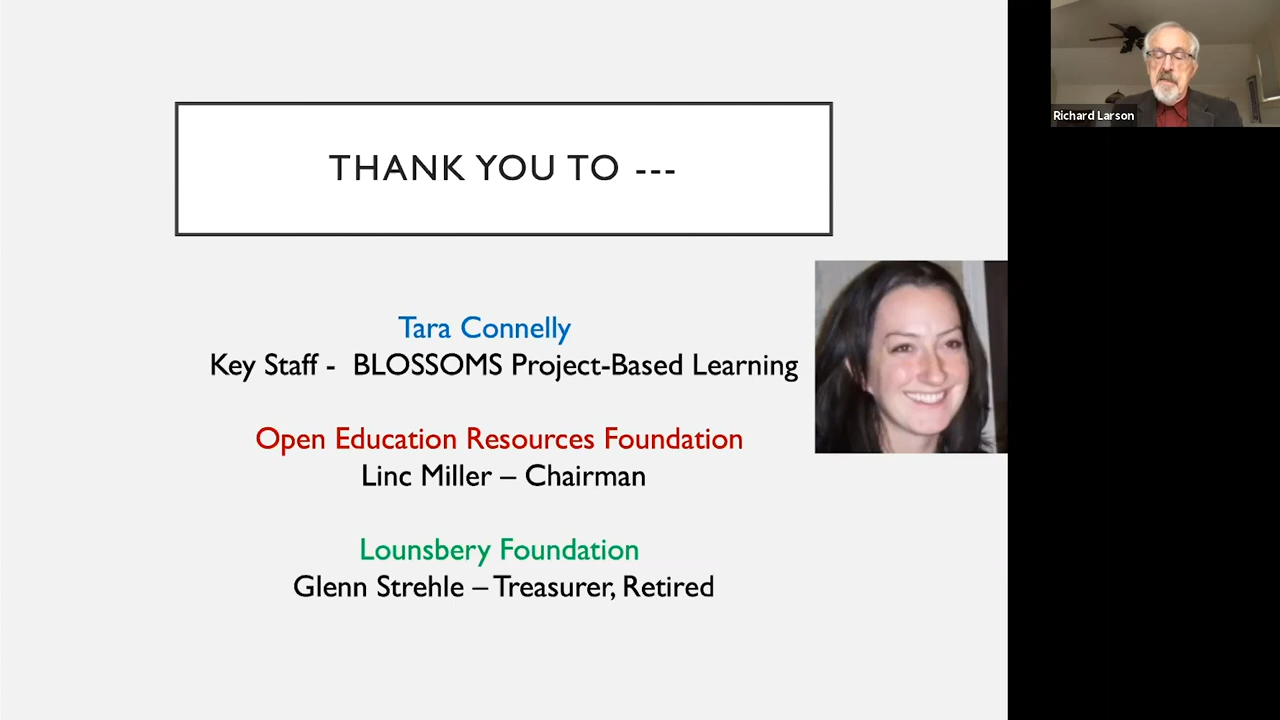 THANK YOU TO ---
Tara Connelly
Key Staff - BLOSSOMS Project-Based Learning
Open Education Resources Foundation
Linc Miller – Chairman
Lounsbery Foundation
Glenn Strehle – Treasurer, Retired
Richard Larson